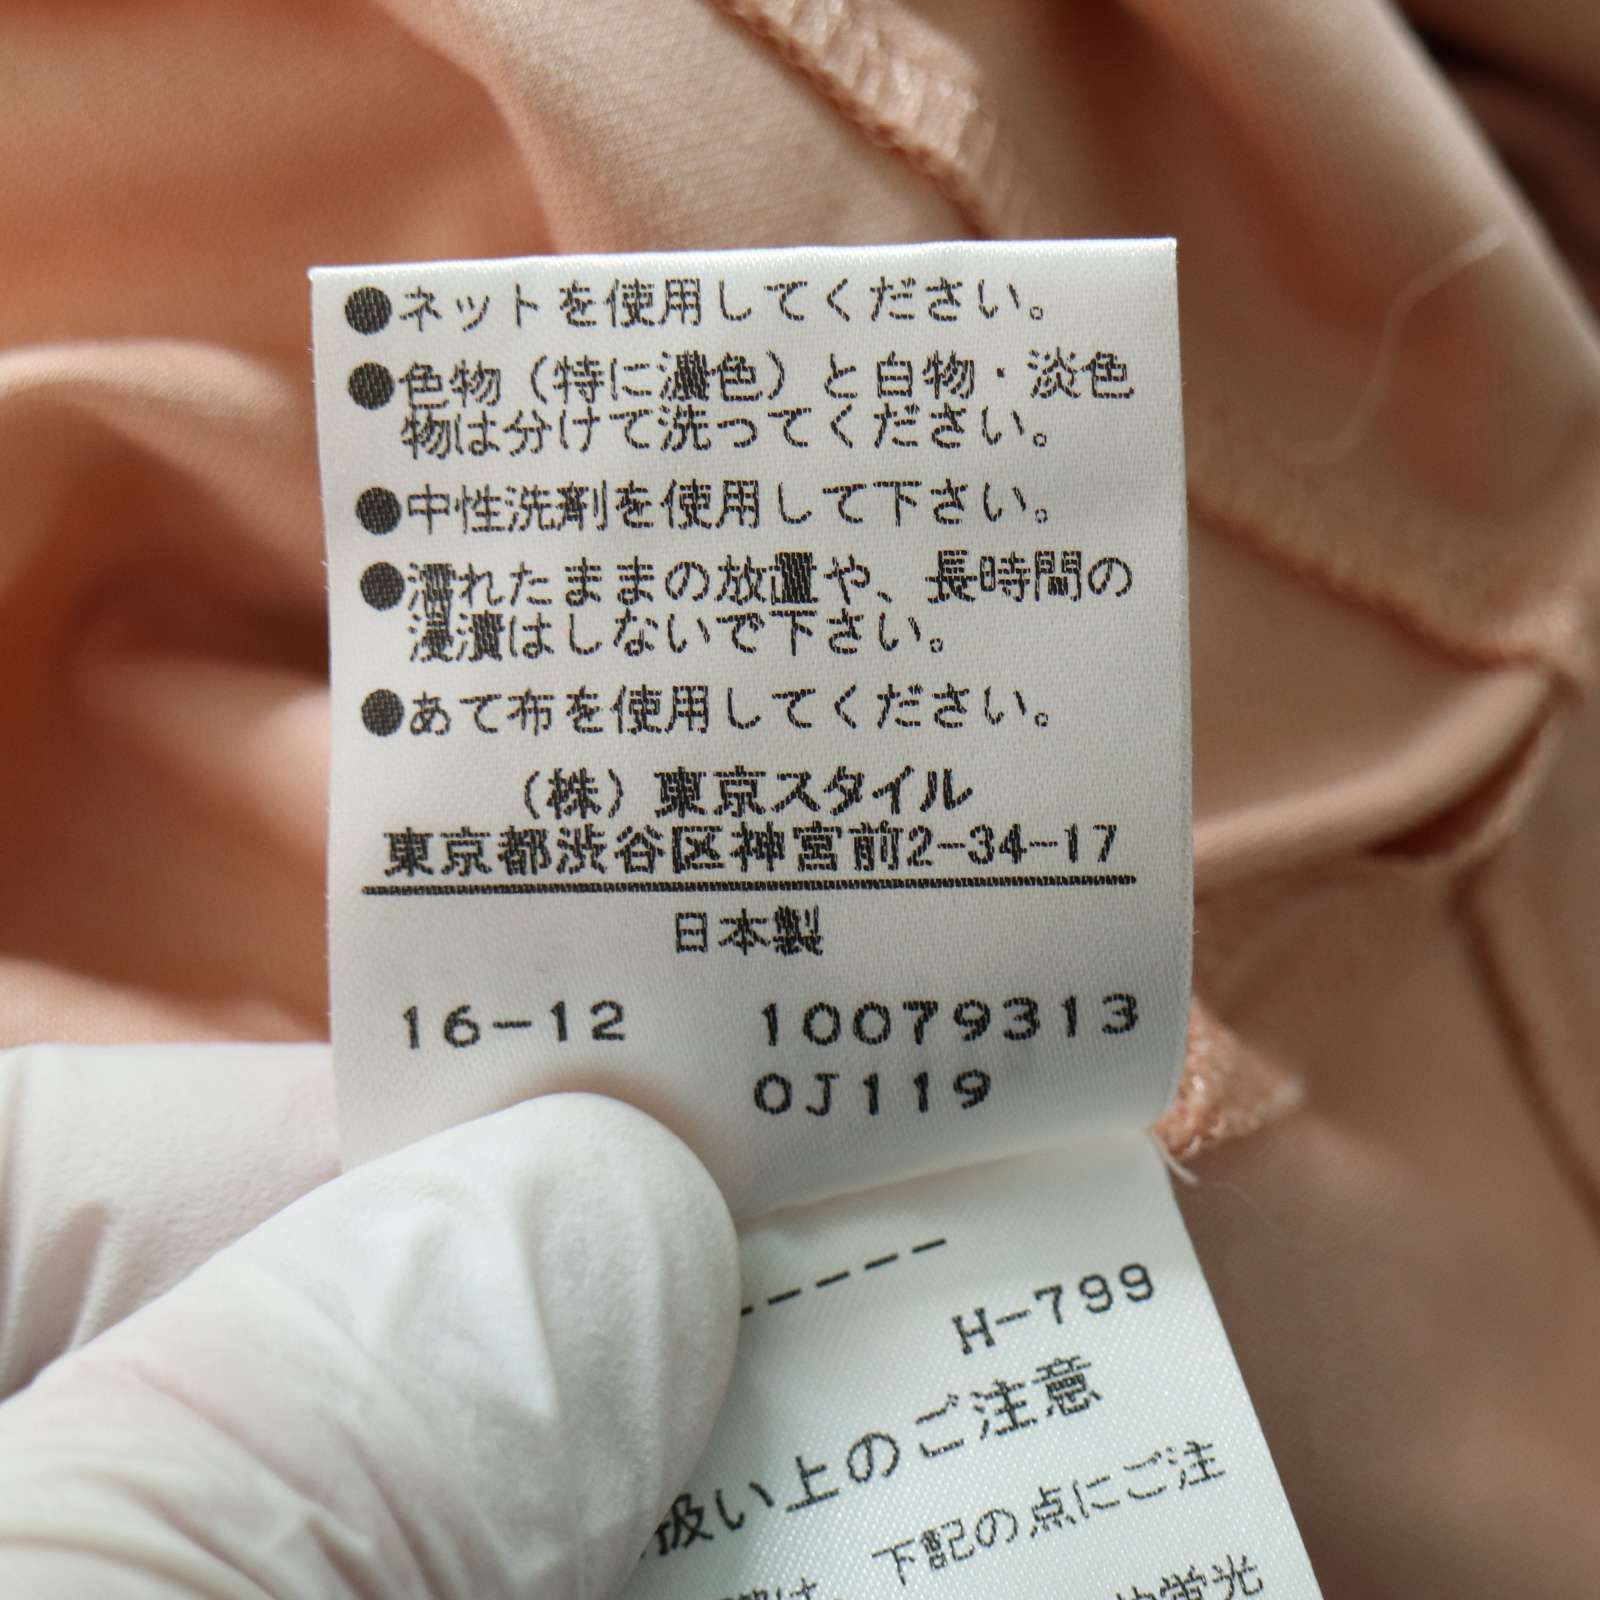 ●ネットを使用してください。
●色物（特に濃色）と白物・淡色
物は分けて洗ってください。
●中性洗剤を使用して下さい。
●濡れたままの放置や、長時間の
浸漬はしないで下さい。
●あて布を使用してください。
（株）東京スタイル
東京都渋谷区神宮前2-34-17
日本製
16-12 10079313
0J119
H-799
扱い上のご注意
下記の点にご注
蛍光